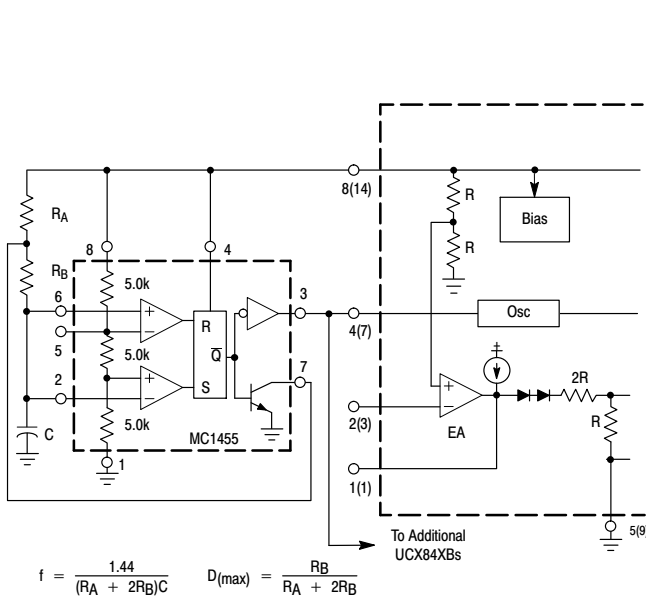 8(14)
R
R_A
R
Bias
8
4
R_B
5.0k
6
3
+
R
−
4(7)
Osc
5
5.0k
Q̅
7
2
+
S
−
2R
+
−
EA
2(3)
R
C
5.0k
MC1455
1
1(1)
5(9
To Additional
UCX84XBs
f = 1.44 / (R_A + 2R_B)C
D(max) = R_B / R_A + 2R_B